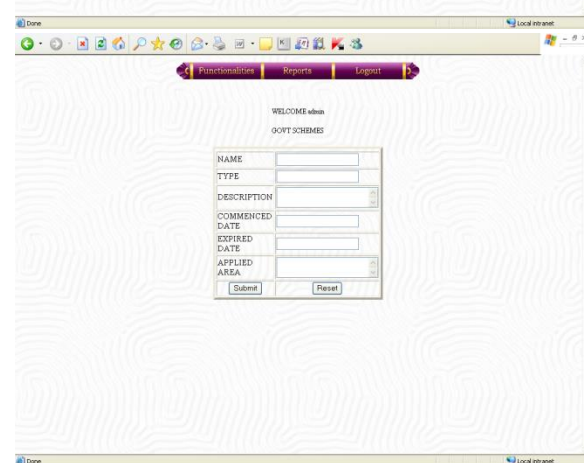 Done Local intranet
Functionalities Reports Logout
WELCOME admin
GOVT SCHEMES
NAME
TYPE
DESCRIPTION
COMMENCED
DATE
EXPIRED
DATE
APPLIED
AREA
Submit Reset
Done Local intranet